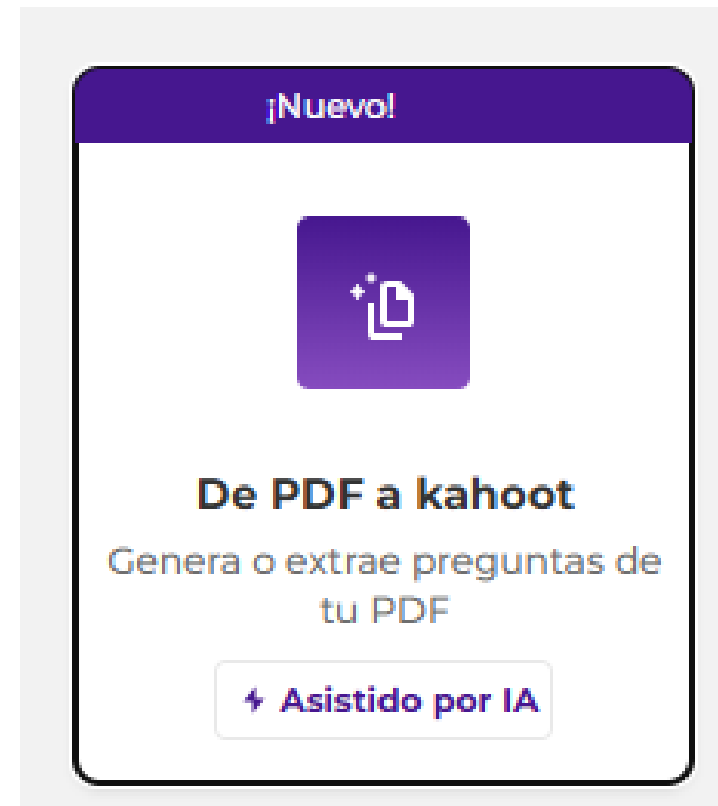 ¡Nuevo!
De PDF a kahoot
Genera o extrae preguntas de
tu PDF
Asistido por IA